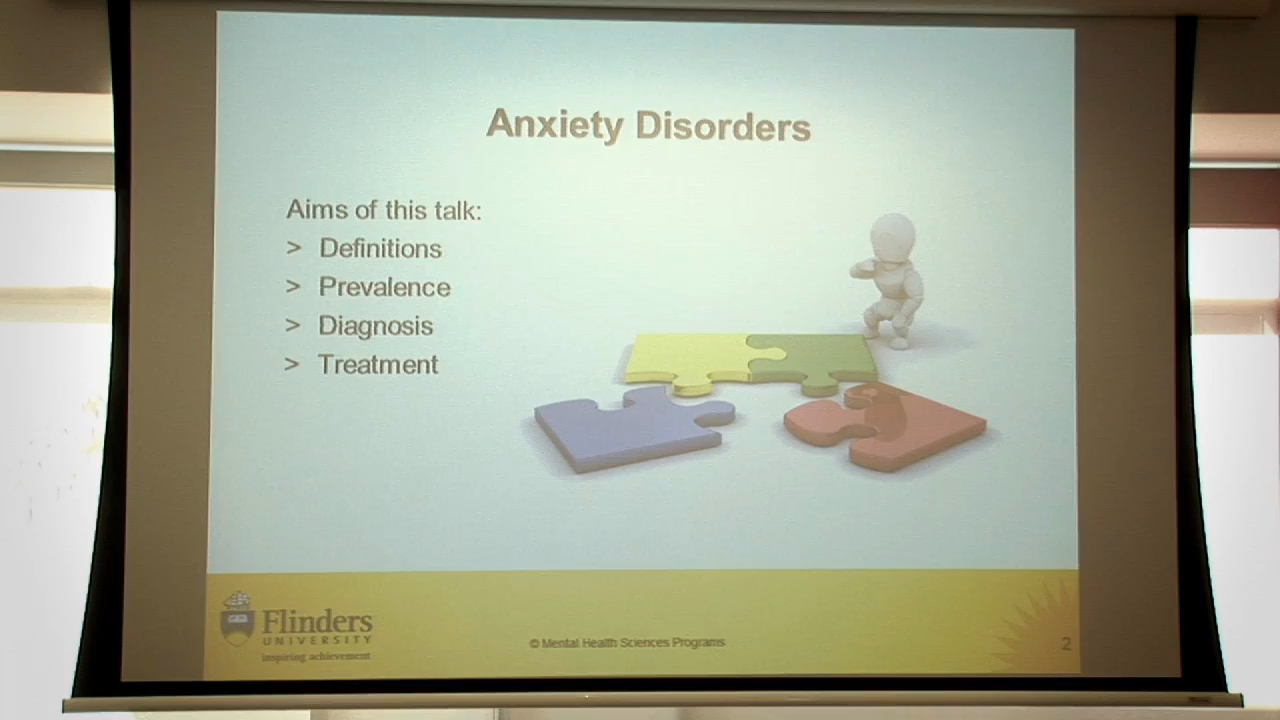 Anxiety Disorders
Aims of this talk:
> Definitions
> Prevalence
> Diagnosis
> Treatment
Flinders
UNIVERSITY
inspiring achievement
© Mental Health Sciences Programs
2